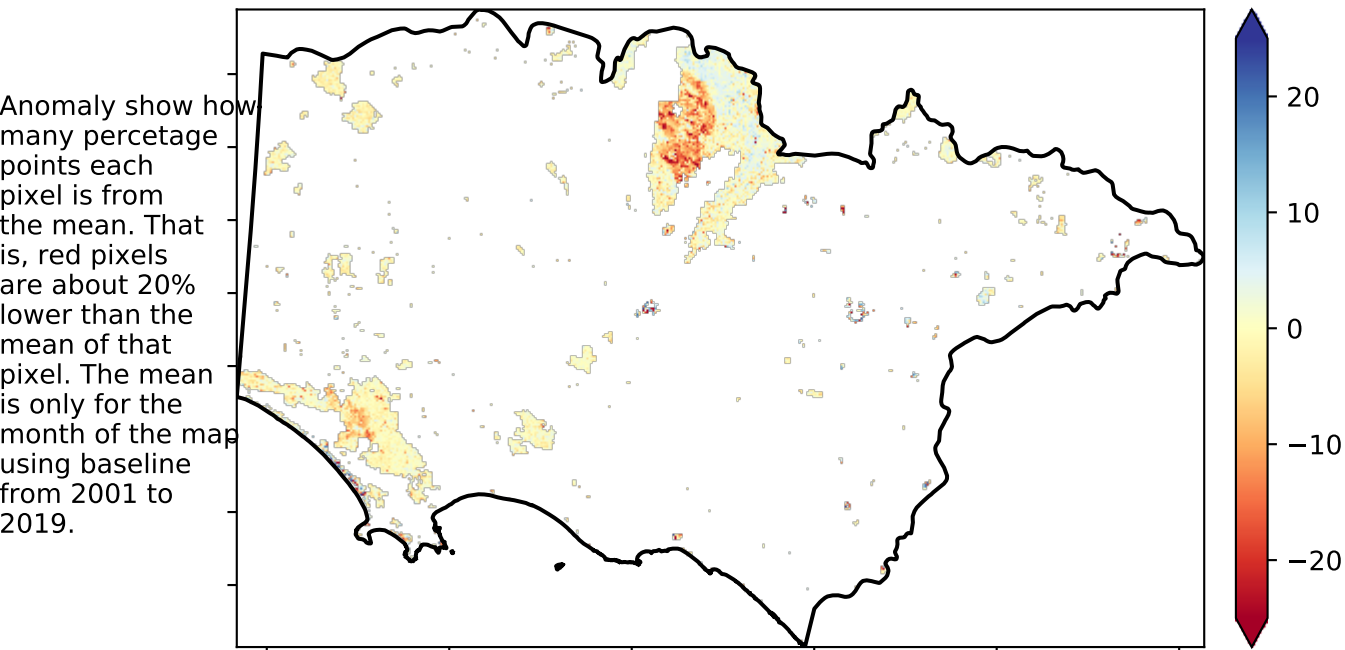 Anomaly show how
many percetage
points each
pixel is from
the mean. That
is, red pixels
are about 20%
lower than the
mean of that
pixel. The mean
is only for the
month of the map
using baseline
from 2001 to
2019.
20
10
0
−10
−20